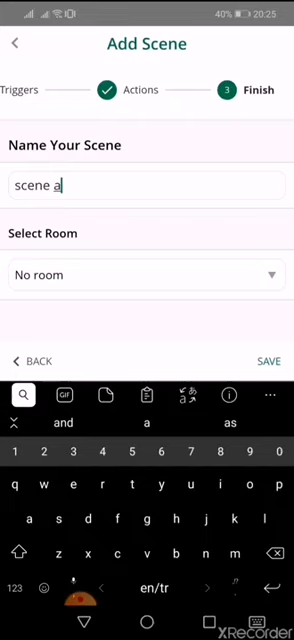 40% 20:25
Add Scene
Triggers Actions 3 Finish
Name Your Scene
scene a
Select Room
No room
BACK SAVE
GIF
and a as
1 2 3 4 5 6 7 8 9 0
q w e r t y u i o p
a s d f g h j k l
z x c v b n m
123 en/tr
XRecorder